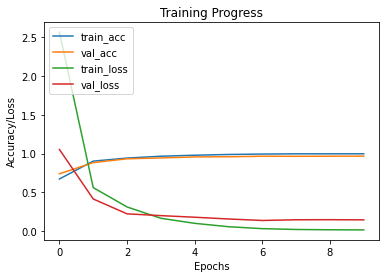 Training Progress
train_acc
val_acc
train_loss
val_loss
2.5
2.0
1.5
1.0
0.5
0.0
Accuracy/Loss
0 2 4 6 8
Epochs